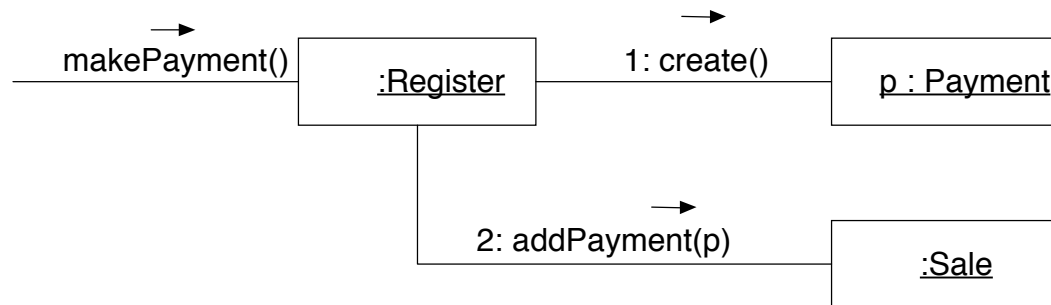 makePayment()
:Register
1: create()
p : Payment
2: addPayment(p)
:Sale